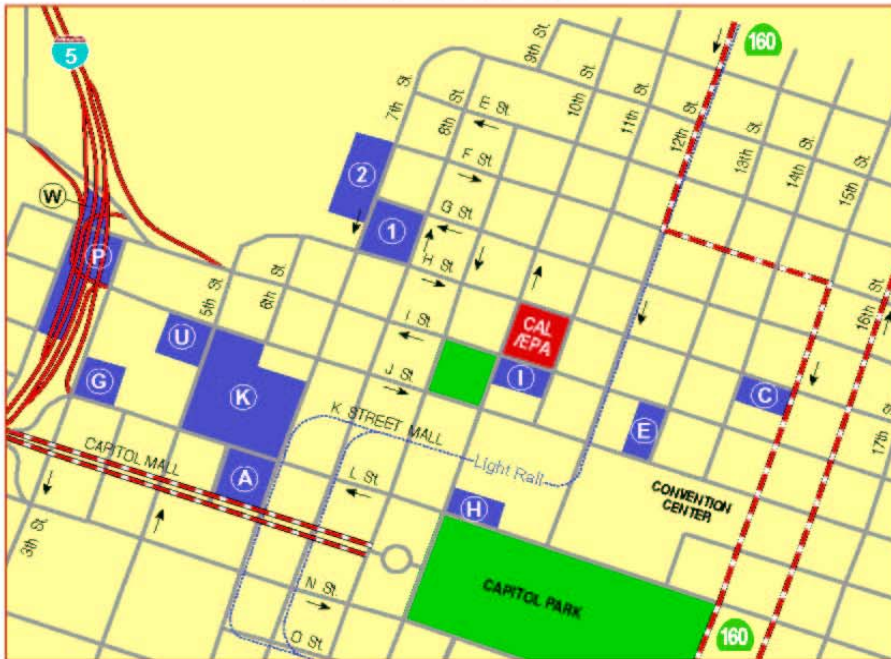 5
160
9th St.
10th St.
11th St.
12th St.
13th St.
14th St.
15th St.
7th St.
8th St.
E St.
F St.
G St.
H St.
I St.
J St.
W
P
2
1
5th St.
6th St.
CAL
/EPA
16th St.
17th St.
U
G
K
I
C
E
K STREET MALL
Light Rail
CAPITOL MALL
A
L St.
H
CONVENTION
CENTER
3th St.
N St.
O St.
CAPITOL PARK
160